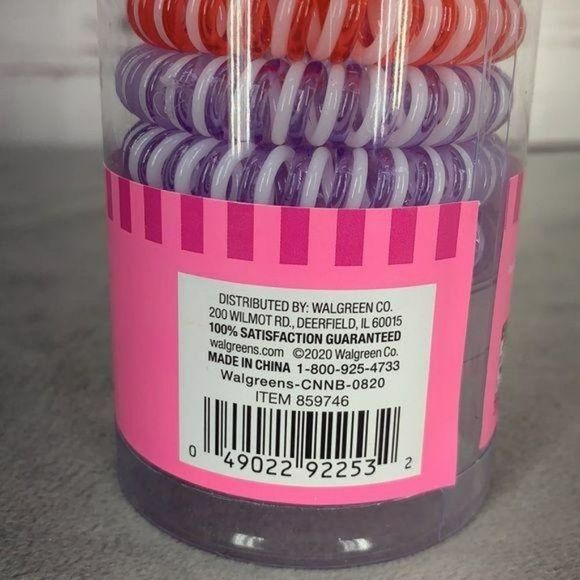 DISTRIBUTED BY: WALGREEN CO.
200 WILMOT RD., DEERFIELD, IL 60015
100% SATISFACTION GUARANTEED
walgreens.com ©2020 Walgreen Co.
MADE IN CHINA 1-800-925-4733
Walgreens-CNNB-0820
ITEM 859746
0 49022 92253 2